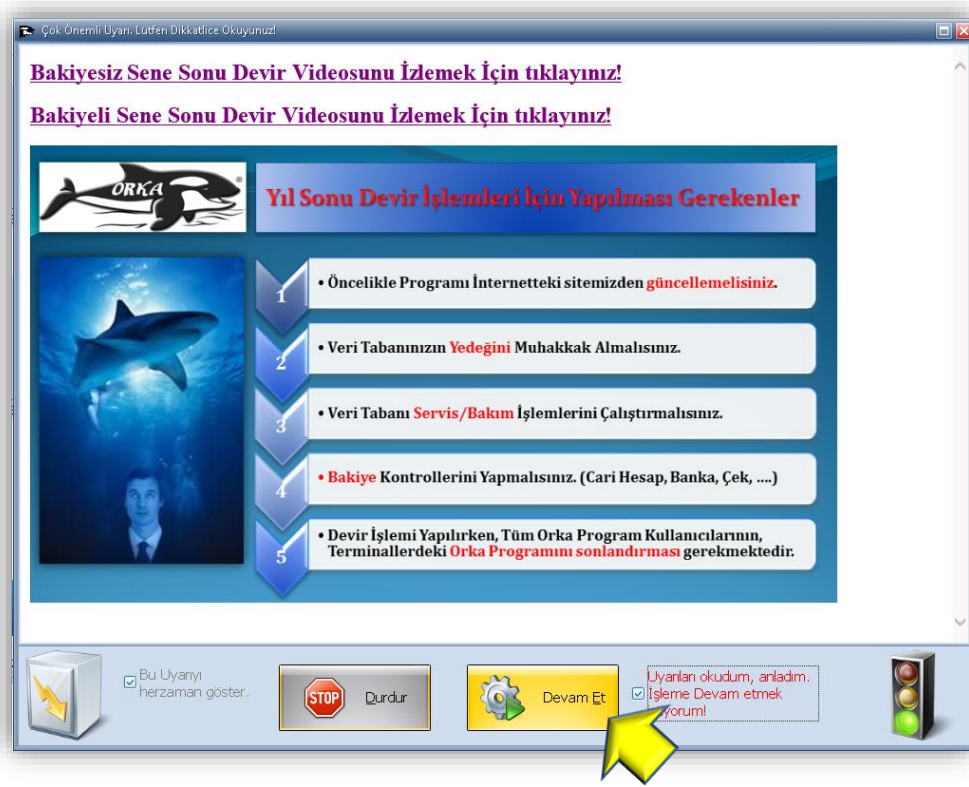 Çok Önemli Uyarı. Lütfen Dikkatlice Okuyunuz!
Bakiyesiz Sene Sonu Devir Videosunu İzlemek İçin tıklayınız!
Bakiyeli Sene Sonu Devir Videosunu İzlemek İçin tıklayınız!
ORKA
Yıl Sonu Devir İşlemleri İçin Yapılması Gerekenler
1 • Öncelikle Programı İnternetteki sitemizden güncellemelisiniz.
2 • Veri Tabanınızın Yedeğini Muhakkak Almalısınız.
3 • Veri Tabanı Servis/Bakım İşlemlerini Çalıştırmalısınız.
4 • Bakiye Kontrollerini Yapmalısınız. (Cari Hesap, Banka, Çek, ....)
5 • Devir İşlemi Yapılırken, Tüm Orka Program Kullanıcılarının,
Terminallerdeki Orka Programını sonlandırması gerekmektedir.
Bu Uyarıyı
herzaman göster.
STOP Durdur
Devam Et
Uyarıları okudum, anladım.
İşleme Devam etmek